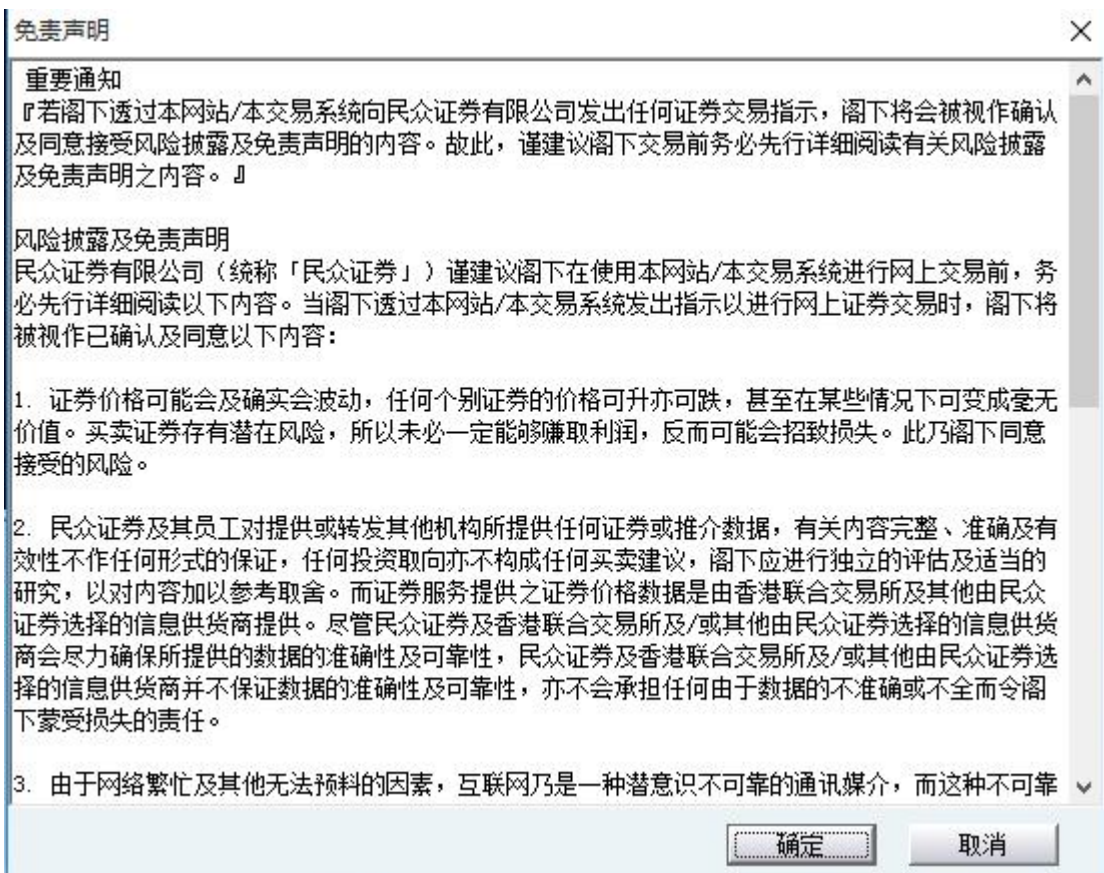 免责声明
重要通知
『若阁下透过本网站/本交易系统向民众证券有限公司发出任何证券交易指示，阁下将会被视作确认
及同意接受风险披露及免责声明的内容。故此，谨建议阁下交易前务必先行详细阅读有关风险披露
及免责声明之内容。』
风险披露及免责声明
民众证券有限公司（统称「民众证券」）谨建议阁下在使用本网站/本交易系统进行网上交易前，务
必先行详细阅读以下内容。当阁下透过本网站/本交易系统发出指示以进行网上证券交易时，阁下将
被视作已确认及同意以下内容：
1. 证券价格可能会及确实会波动，任何个别证券的价格可升亦可跌，甚至在某些情况下可变成毫无
价值。买卖证券存有潜在风险，所以未必一定能够赚取利润，反而可能会招致损失。此乃阁下同意
接受的风险。
2. 民众证券及其员工对提供或转发其他机构所提供任何证券或推介数据，有关内容完整、准确及有
效性不作任何形式的保证，任何投资取向亦不构成任何买卖建议，阁下应进行独立的评估及适当的
研究，以对内容加以参考取舍。而证券服务提供之证券价格数据是由香港联合交易所及其他由民众
证券选择的信息供货商提供。尽管民众证券及香港联合交易所及/或其他由民众证券选择的信息供货
商会尽力确保所提供的数据的准确性及可靠性，民众证券及香港联合交易所及/或其他由民众证券选
择的信息供货商并不保证数据的准确性及可靠性，亦不会承担任何由于数据的不准确或不全而令阁
下蒙受损失的责任。
3. 由于网络繁忙及其他无法预料的因素，互联网乃是一种潜意识不可靠的通讯媒介，而这种不可靠
确定
取消